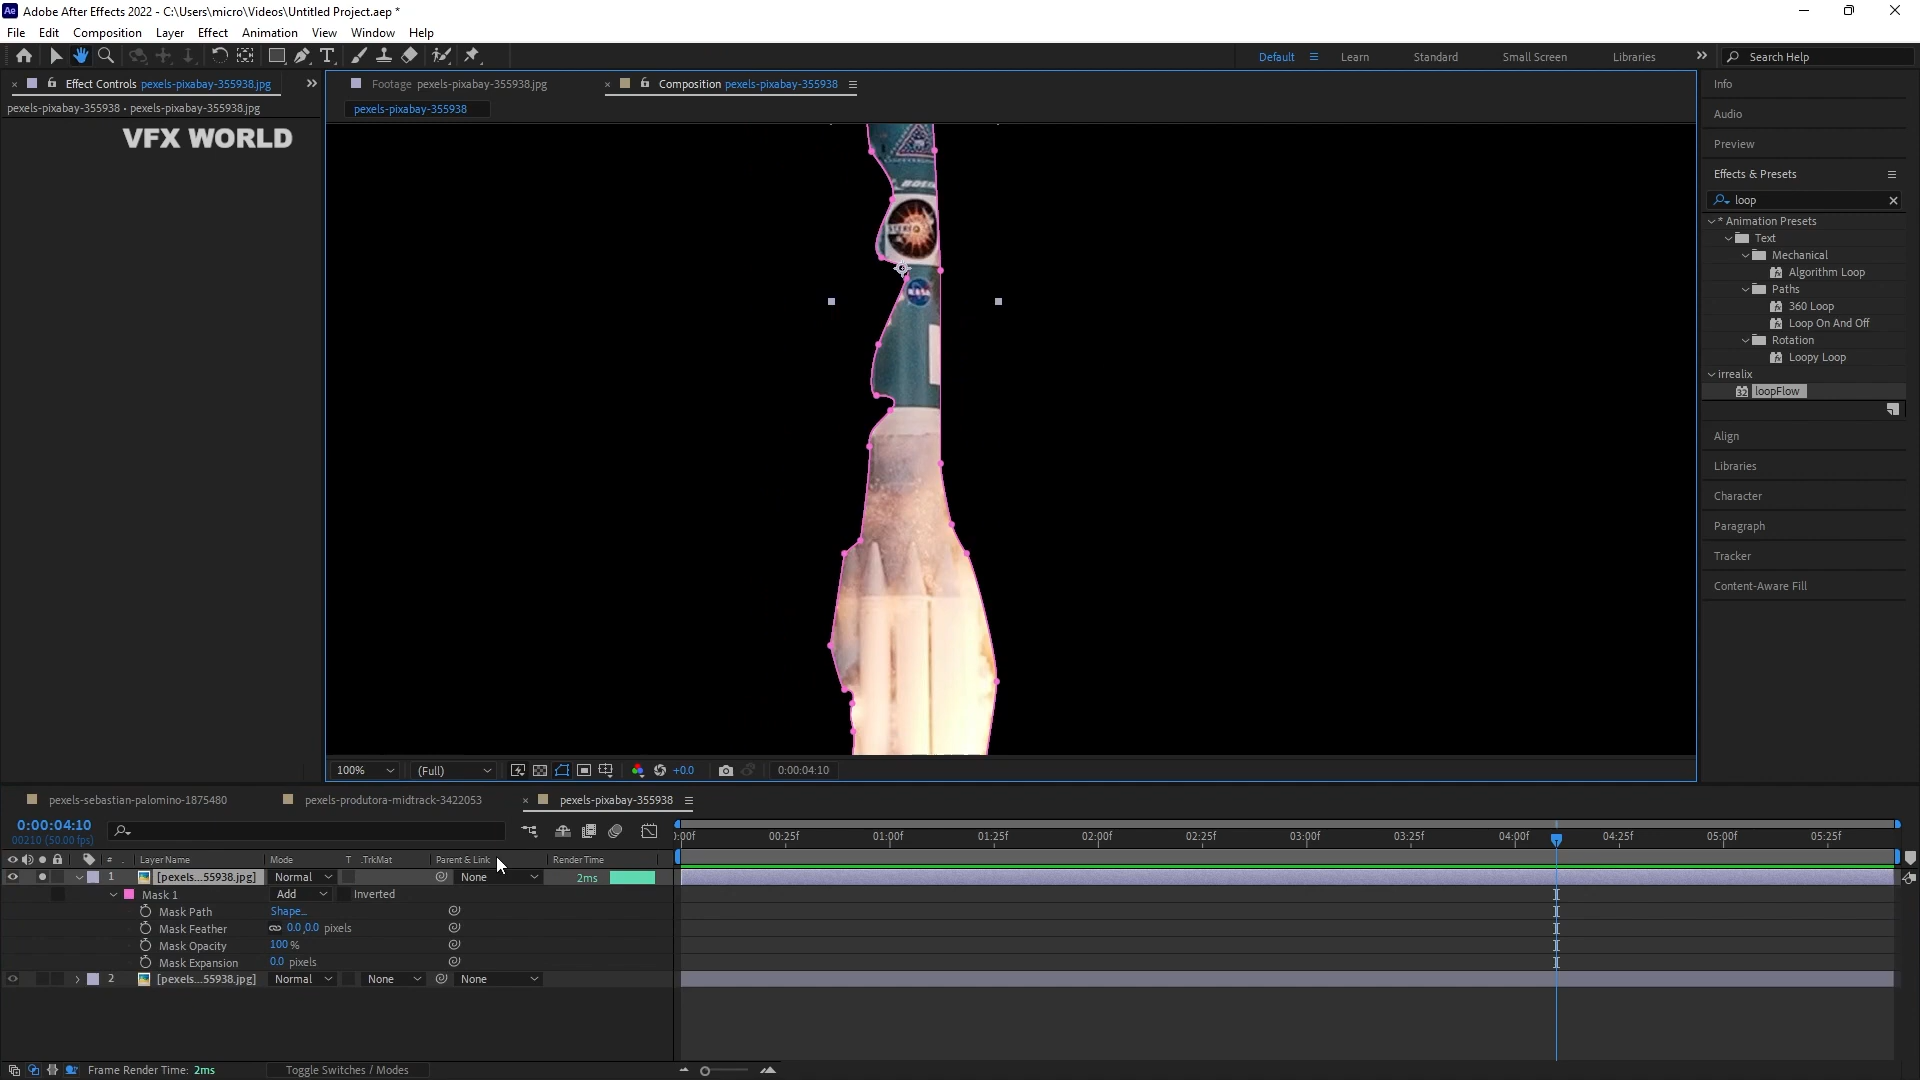 Adobe After Effects 2022 - C:\Users\micro\Videos\Untitled Project.aep *
File Edit Composition Layer Effect Animation View Window Help
Default Learn Standard Small Screen Libraries Search Help
Effect Controls pexels-pixabay-355938.jpg
Footage pexels-pixabay-355938.jpg
Composition pexels-pixabay-355938
pexels-pixabay-355938 • pexels-pixabay-355938.jpg
pexels-pixabay-355938
VFX WORLD
STEREO
NASA
Info
Audio
Preview
Effects & Presets
loop
* Animation Presets
Text
Mechanical
Algorithm Loop
Paths
360 Loop
Loop On And Off
Rotation
Loopy Loop
irrealix
32 loopFlow
Align
Libraries
Character
Paragraph
Tracker
Content-Aware Fill
100% (Full) +0.0 0:00:04:10
pexels-sebastian-palomino-1875480 pexels-produtora-midtrack-3422053 pexels-pixabay-355938
0:00:04:10
00210 (50.00 fps)
:00f 00:25f 01:00f 01:25f 02:00f 02:25f 03:00f 03:25f 04:00f 04:25f 05:00f 05:25f
# Layer Name Mode T .TrkMat Parent & Link Render Time
1 [pexels...55938.jpg] Normal None 2ms
Mask 1 Add Inverted
Mask Path Shape...
Mask Feather 0.0,0.0 pixels
Mask Opacity 100%
Mask Expansion 0.0 pixels
2 [pexels...55938.jpg] Normal None None
Frame Render Time: 2ms Toggle Switches / Modes